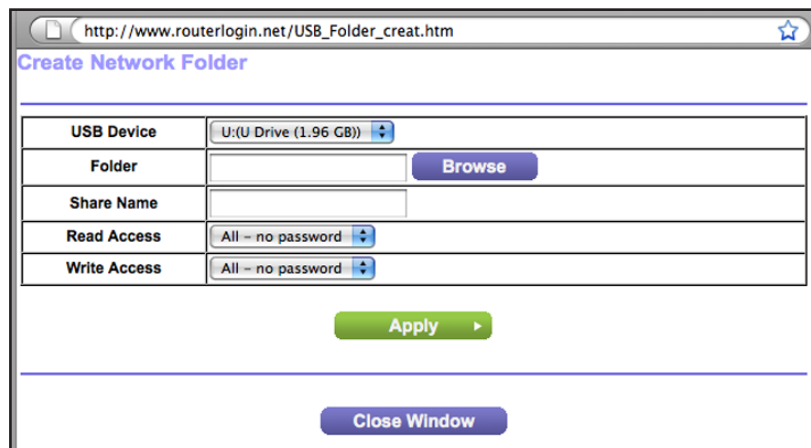 http://www.routerlogin.net/USB_Folder_creat.htm
Create Network Folder
USB Device U:(U Drive (1.96 GB))
Folder Browse
Share Name
Read Access All – no password
Write Access All – no password
Apply
Close Window